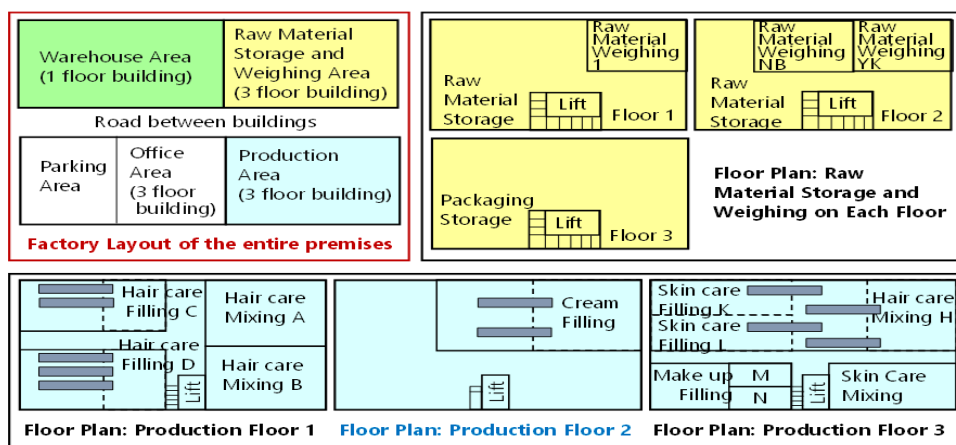 Warehouse Area
(1 floor building)
Raw Material
Storage and
Weighing Area
(3 floor building)
Road between buildings
Parking
Area
Office
Area
(3 floor
building)
Production
Area
(3 floor building)
Factory Layout of the entire premises
Raw
Material
Weighing
1
Raw
Material
Storage
Lift
Floor 1
Raw
Material
Weighing
NB
Raw
Material
Weighing
YK
Raw
Material
Storage
Lift
Floor 2
Packaging
Storage
Lift
Floor 3
Floor Plan: Raw
Material Storage and
Weighing on Each Floor
Hair care
Filling C
Hair care
Mixing A
Hair care
Filling D
Hair care
Mixing B
Lift
Floor Plan: Production Floor 1
Cream
Filling
Lift
Floor Plan: Production Floor 2
Skin care
Filling K
Hair care
Mixing H
Skin care
Filling L
Make up
Filling
M
N
Lift
Skin Care
Mixing
Floor Plan: Production Floor 3